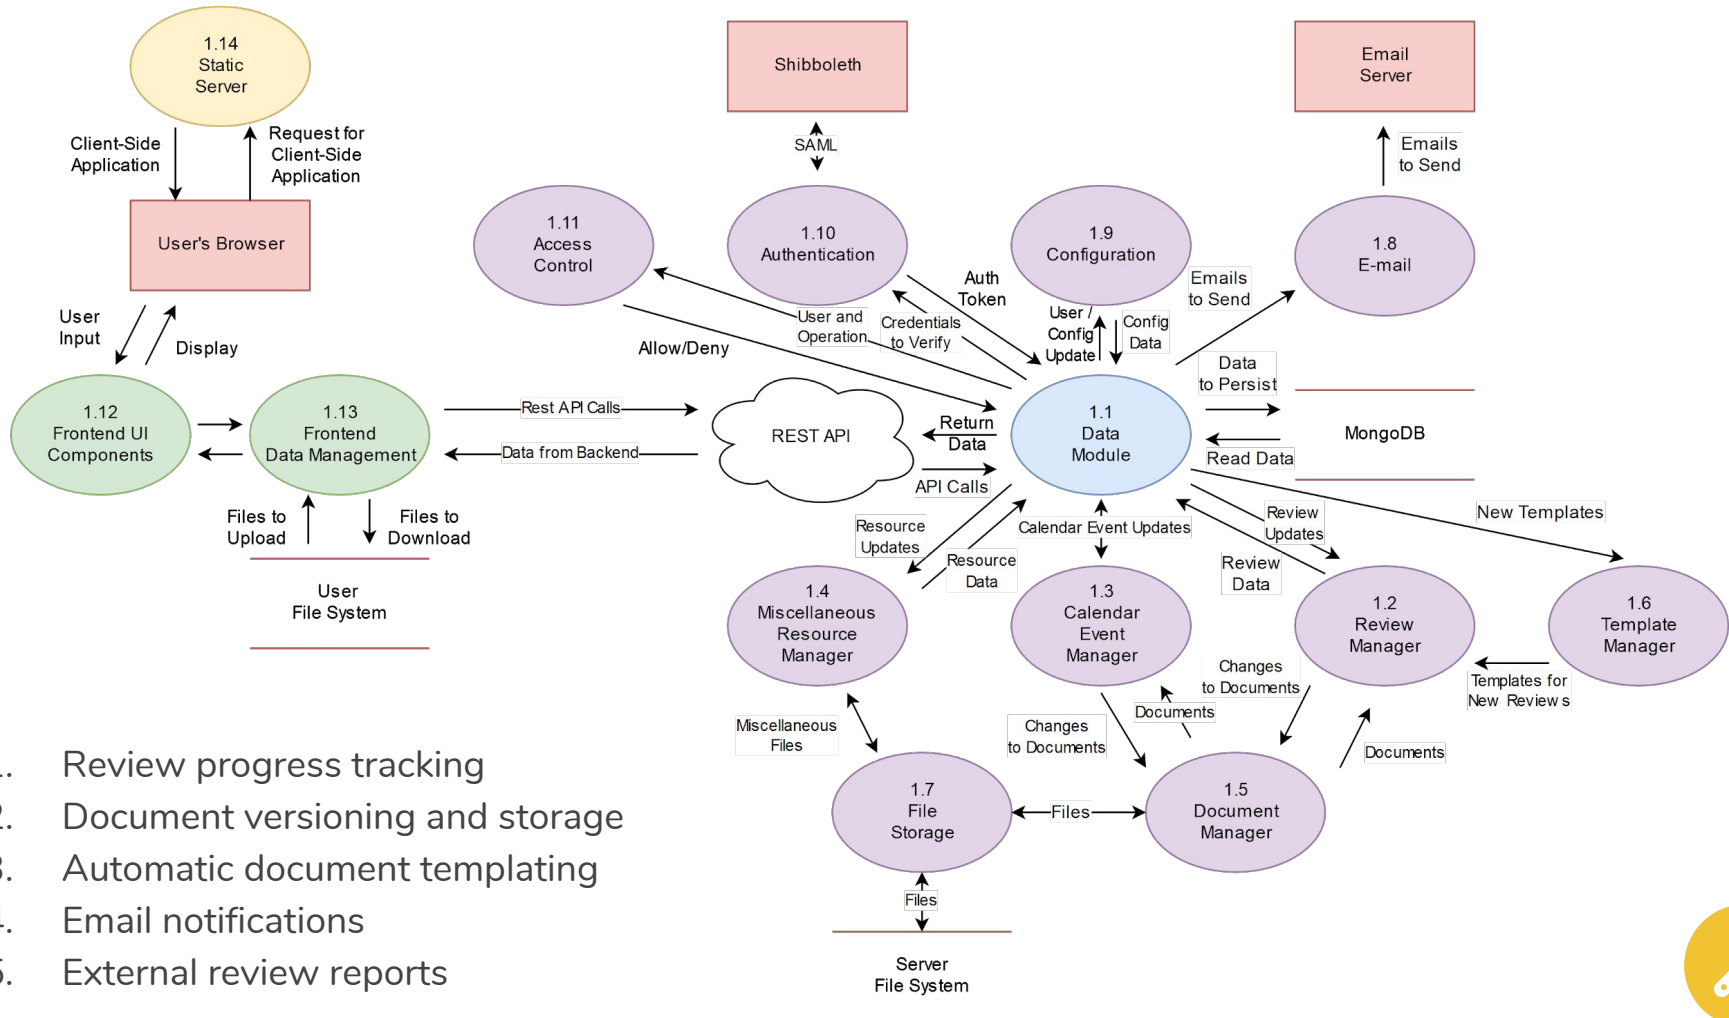 1.14
Static
Server
Shibboleth
Email
Server
Client-Side
Application
Request for
Client-Side
Application
SAML
Emails
to Send
User's Browser
1.11
Access
Control
1.10
Authentication
1.9
Configuration
1.8
E-mail
User
Input
Display
Allow/Deny
User and
Operation
Credentials
to Verify
Auth
Token
User /
Config
Update
Config
Data
Emails
to Send
Data
to Persist
1.12
Frontend UI
Components
1.13
Frontend
Data Management
Rest API Calls
Data from Backend
REST API
Return
Data
API Calls
1.1
Data
Module
MongoDB
Read Data
Files to
Upload
Files to
Download
User
File System
Resource
Updates
Resource
Data
Calendar Event Updates
Review
Updates
Review
Data
New Templates
1.4
Miscellaneous
Resource
Manager
1.3
Calendar
Event
Manager
1.2
Review
Manager
1.6
Template
Manager
Templates for
New Reviews
Changes
to Documents
Documents
Miscellaneous
Files
Changes
to Documents
Documents
1.7
File
Storage
Files
1.5
Document
Manager
Files
Server
File System
Review progress tracking
2. Document versioning and storage
3. Automatic document templating
4. Email notifications
5. External review reports